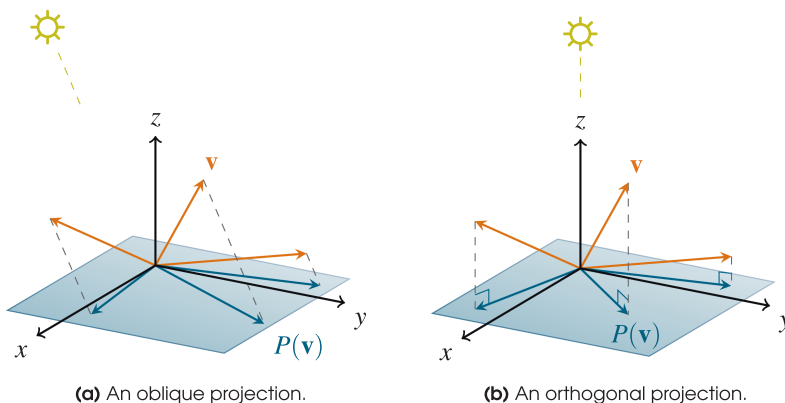 z
v
x
y
P(v)
(a) An oblique projection.
z
v
x
y
P(v)
(b) An orthogonal projection.